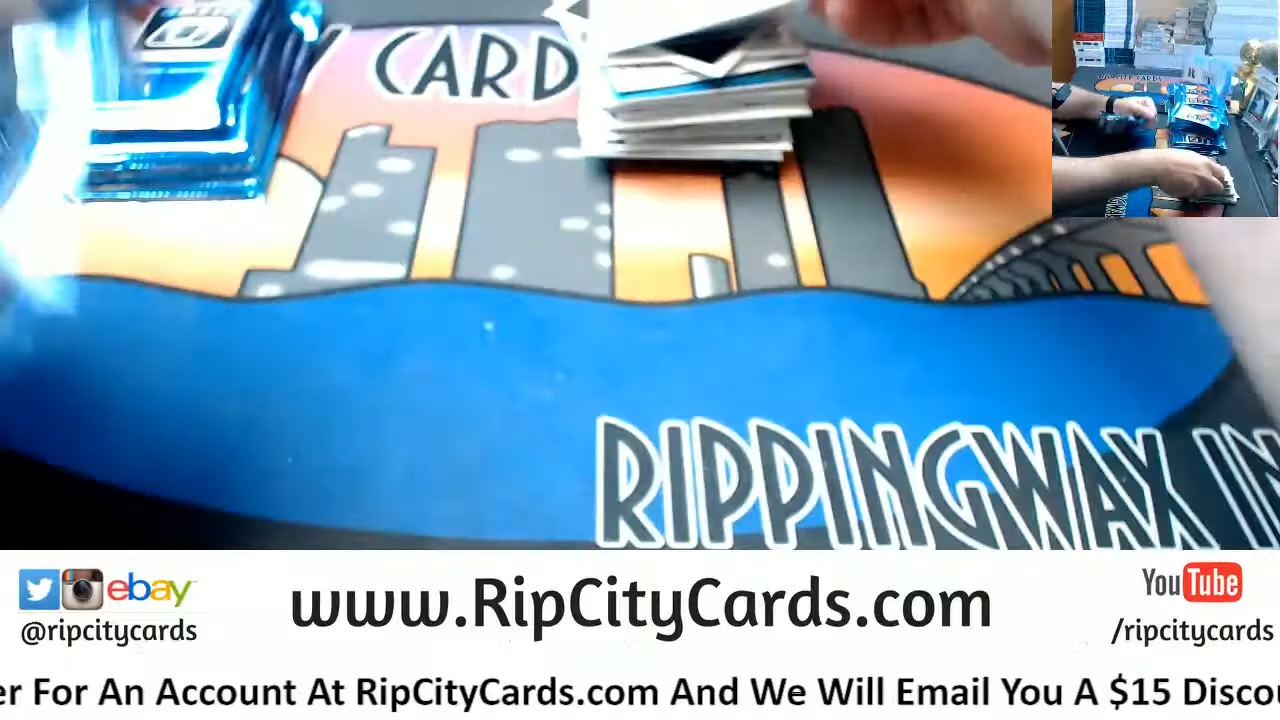 CARD
RIPPINGWAX IN
ebay
@ripcitycards
www.RipCityCards.com
YouTube
/ripcitycards
er For An Account At RipCityCards.com And We Will Email You A $15 Discou